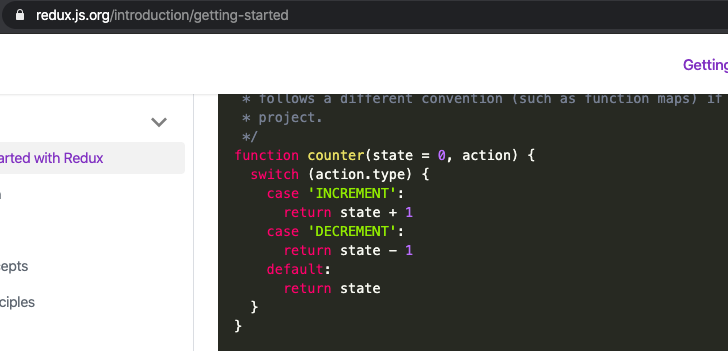 redux.js.org/introduction/getting-started
Getting
* follows a different convention (such as function maps) if
* project.
*/
function counter(state = 0, action) {
switch (action.type) {
case 'INCREMENT':
return state + 1
case 'DECREMENT':
return state - 1
default:
return state
}
}
arted with Redux
cepts
ciples